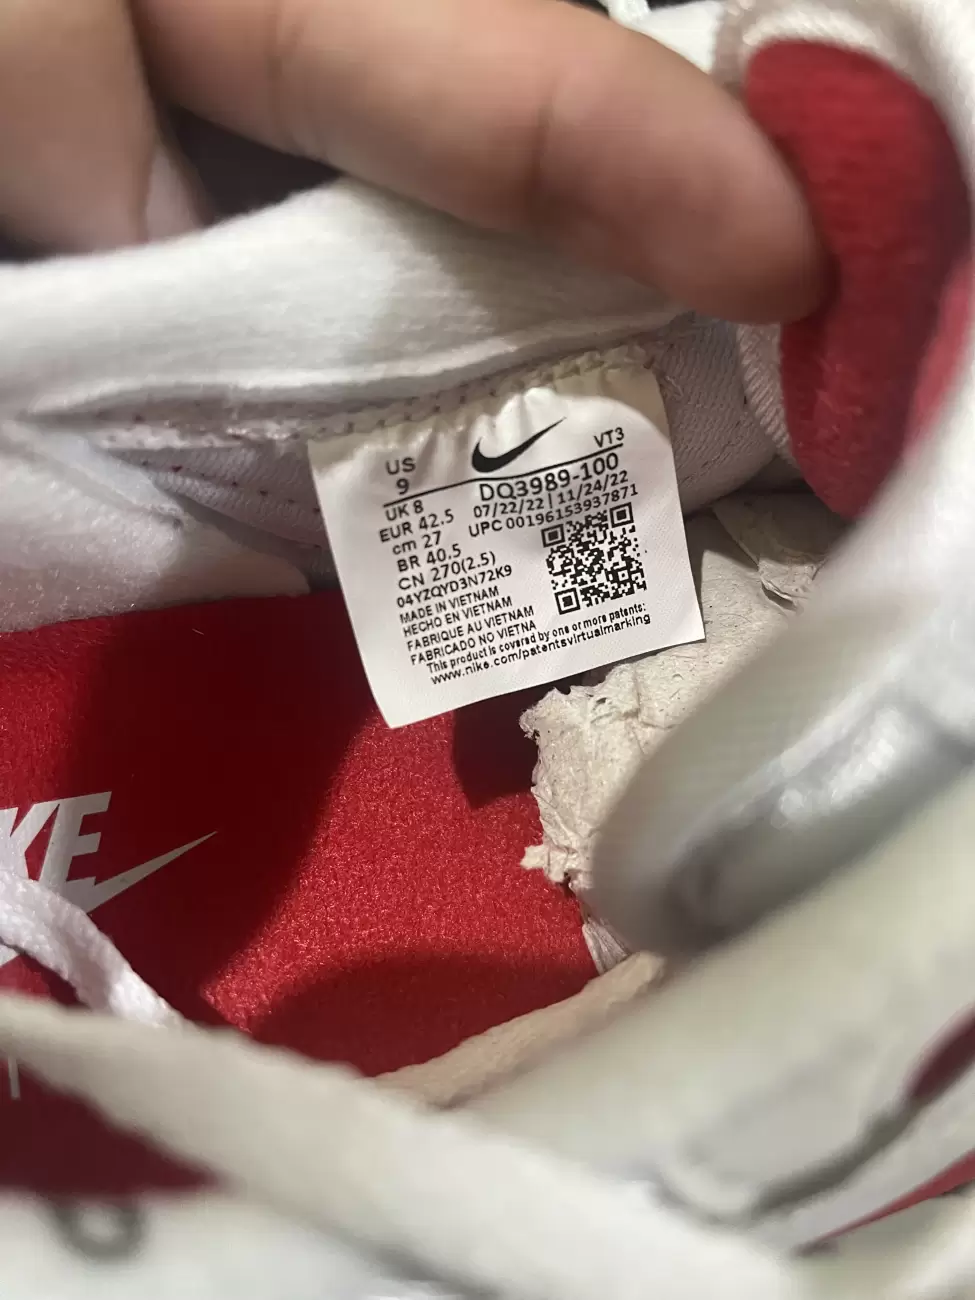 VT3
US
9
DQ3989-100
UK 8
07/22/22 | 11/24/22
EUR 42.5
UPC 00196153937871
cm 27
BR 40.5
CN 270(2.5)
04YZQYD3N72K9
MADE IN VIETNAM
HECHO EN VIETNAM
FABRIQUE AU VIETNAM
FABRICADO NO VIETNA
This product is covered by one or more patents:
www.nike.com/patentsvirtualmarking
KE